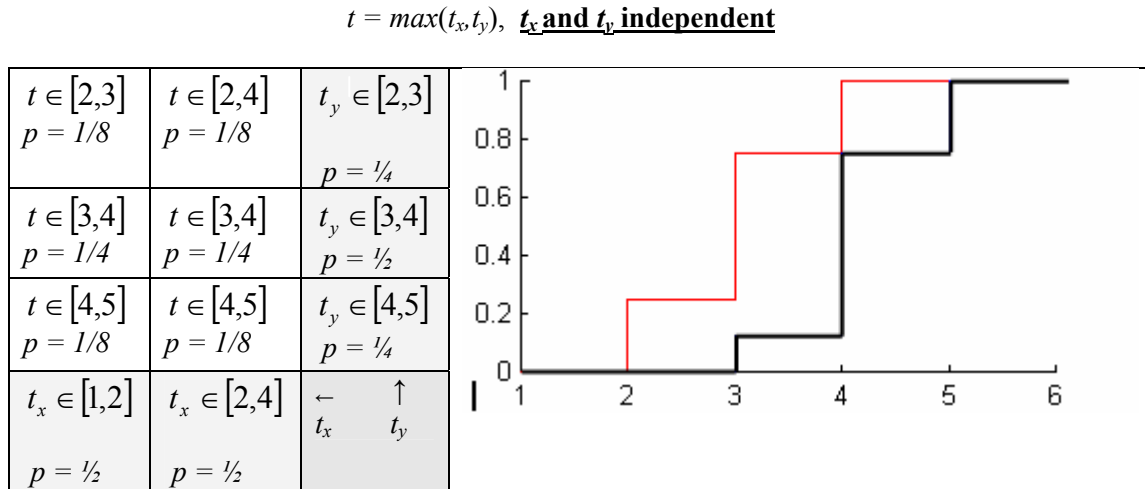 t = max(tx,ty), tx and ty independent
t ∈ [2,3] t ∈ [2,4] ty ∈ [2,3]
p = 1/8 p = 1/8
p = ¼
t ∈ [3,4] t ∈ [3,4] ty ∈ [3,4]
p = 1/4 p = 1/4 p = ½
t ∈ [4,5] t ∈ [4,5] ty ∈ [4,5]
p = 1/8 p = 1/8 p = ¼
tx ∈ [1,2] tx ∈ [2,4] ← ↑
tx ty
p = ½ p = ½
1
0.8
0.6
0.4
0.2
0
1 2 3 4 5 6